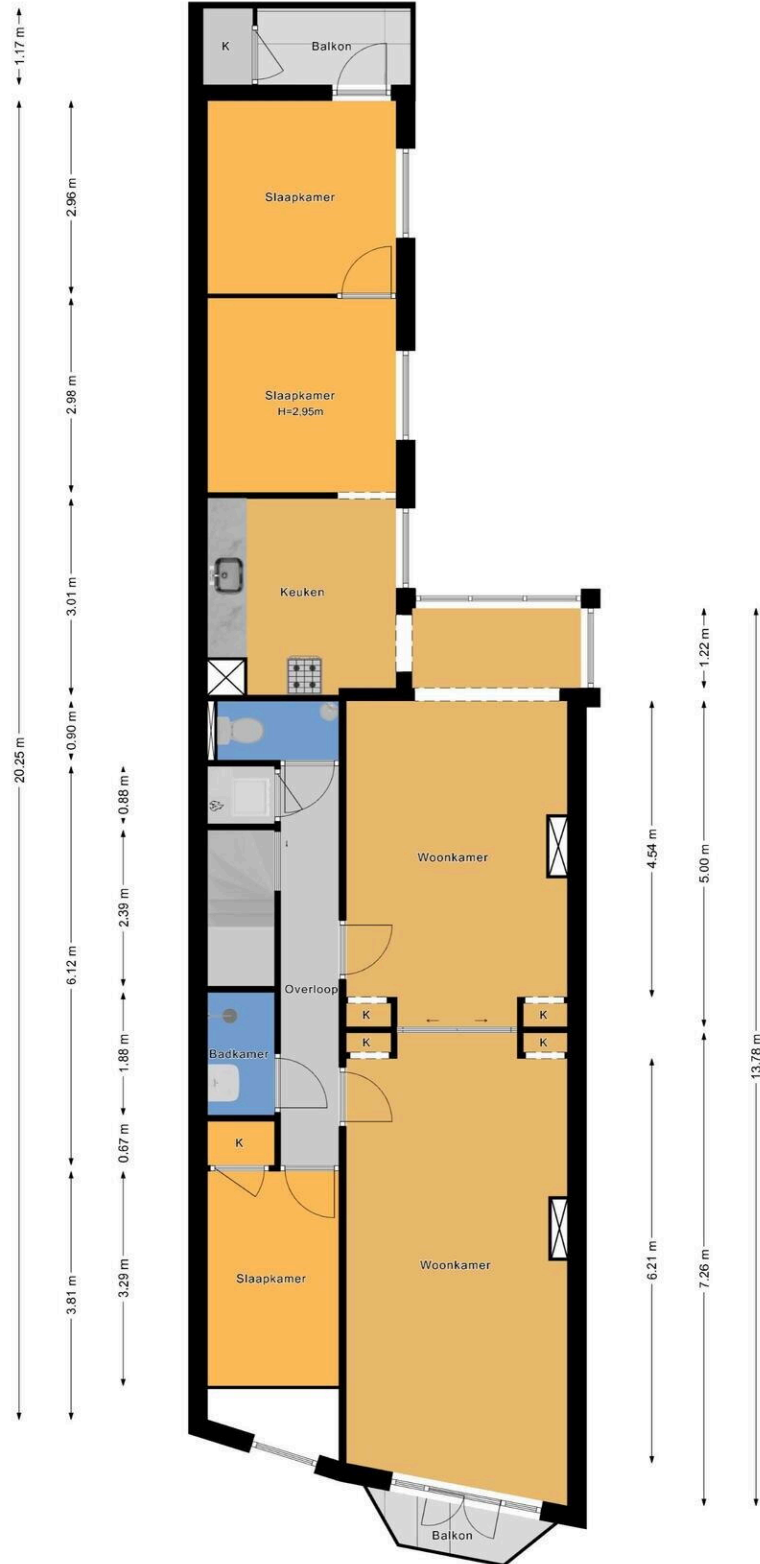 K
Balkon
1.17 m
Slaapkamer
2.96 m
Slaapkamer
H=2.95m
2.98 m
Keuken
3.01 m
1.22 m
0.90 m
20.25 m
0.88 m
Woonkamer
4.54 m
5.00 m
2.39 m
6.12 m
Overloop
K
K
K
K
Badkamer
1.88 m
13.78 m
K
0.67 m
Slaapkamer
Woonkamer
3.29 m
3.81 m
6.21 m
7.26 m
Balkon